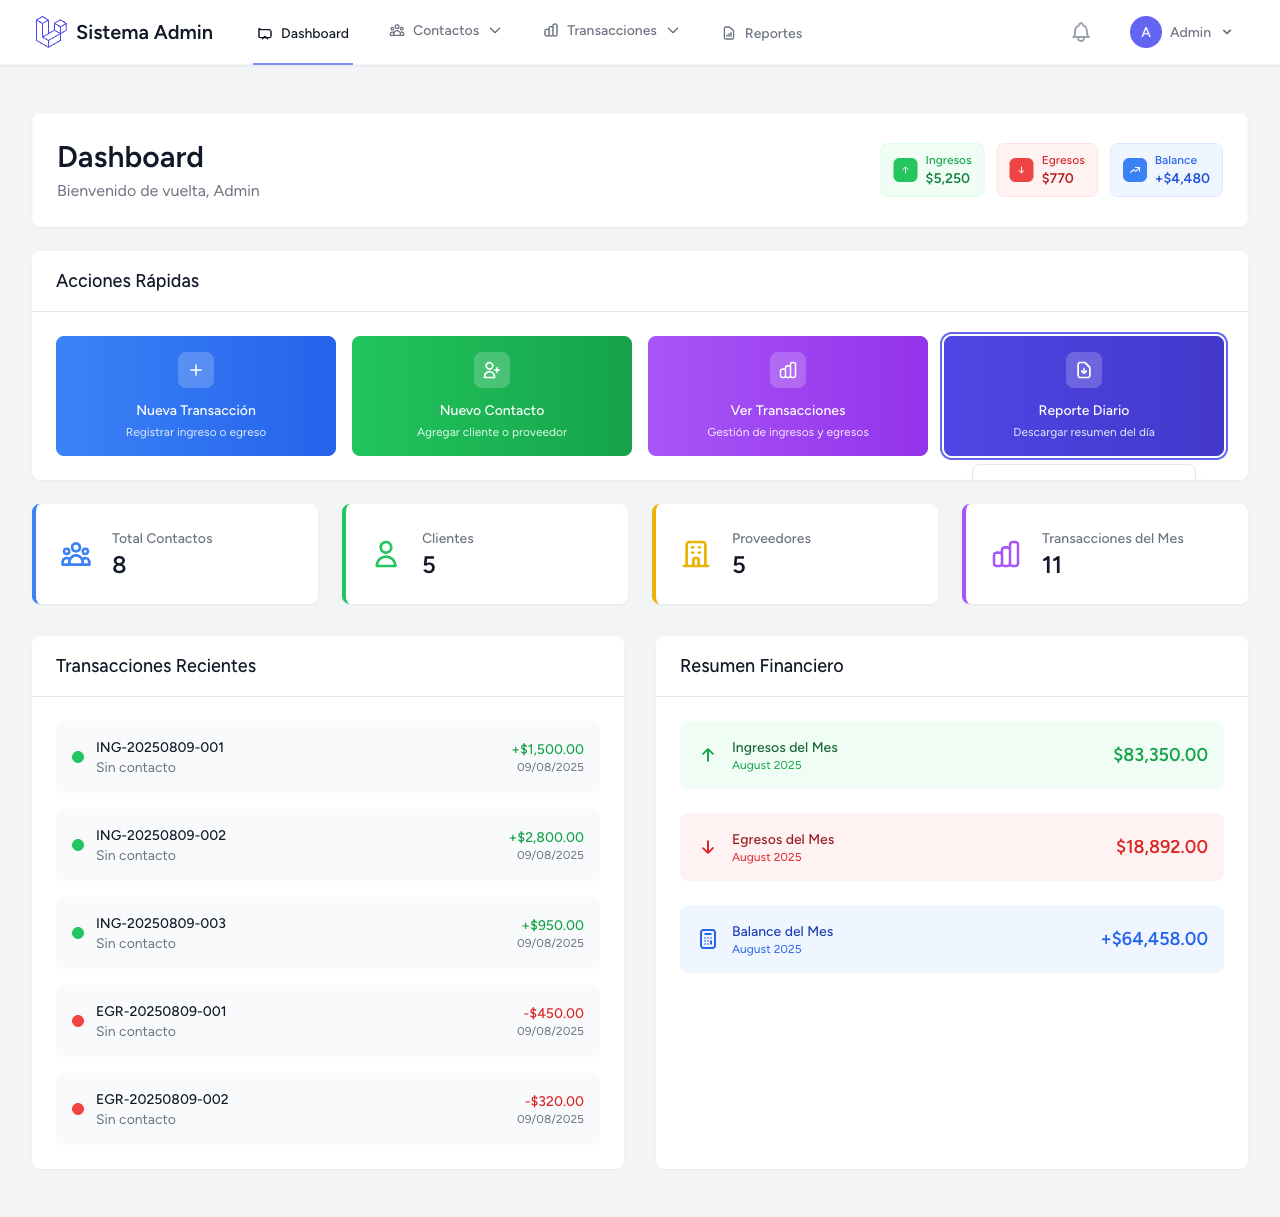 Sistema Admin
Dashboard
Contactos
Transacciones
Reportes
A
Admin
Dashboard
Bienvenido de vuelta, Admin
Ingresos
$5,250
Egresos
$770
Balance
+$4,480
Acciones Rápidas
Nueva Transacción
Registrar ingreso o egreso
Nuevo Contacto
Agregar cliente o proveedor
Ver Transacciones
Gestión de ingresos y egresos
Reporte Diario
Descargar resumen del día
Total Contactos
8
Clientes
5
Proveedores
5
Transacciones del Mes
11
Transacciones Recientes
ING-20250809-001
Sin contacto
+$1,500.00
09/08/2025
ING-20250809-002
Sin contacto
+$2,800.00
09/08/2025
ING-20250809-003
Sin contacto
+$950.00
09/08/2025
EGR-20250809-001
Sin contacto
-$450.00
09/08/2025
EGR-20250809-002
Sin contacto
-$320.00
09/08/2025
Resumen Financiero
Ingresos del Mes
August 2025
$83,350.00
Egresos del Mes
August 2025
$18,892.00
Balance del Mes
August 2025
+$64,458.00